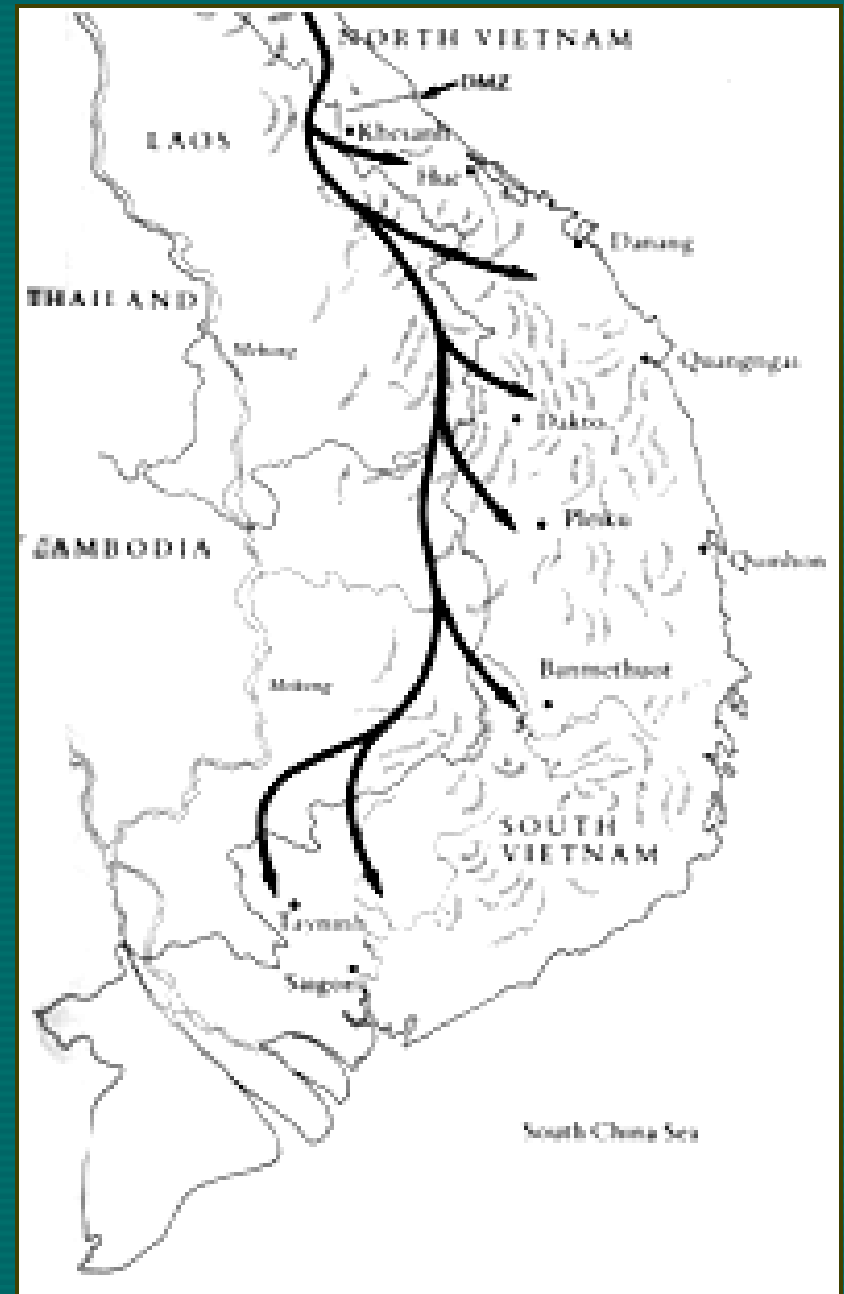 NORTH VIETNAM
DMZ
LAOS
Khesanh
Hue
Danang
THAILAND
Mekong
Quangngai
Dakto
Pleiku
CAMBODIA
Quinhon
Mekong
Banmethuot
SOUTH
VIETNAM
Tayninh
Saigon
South China Sea